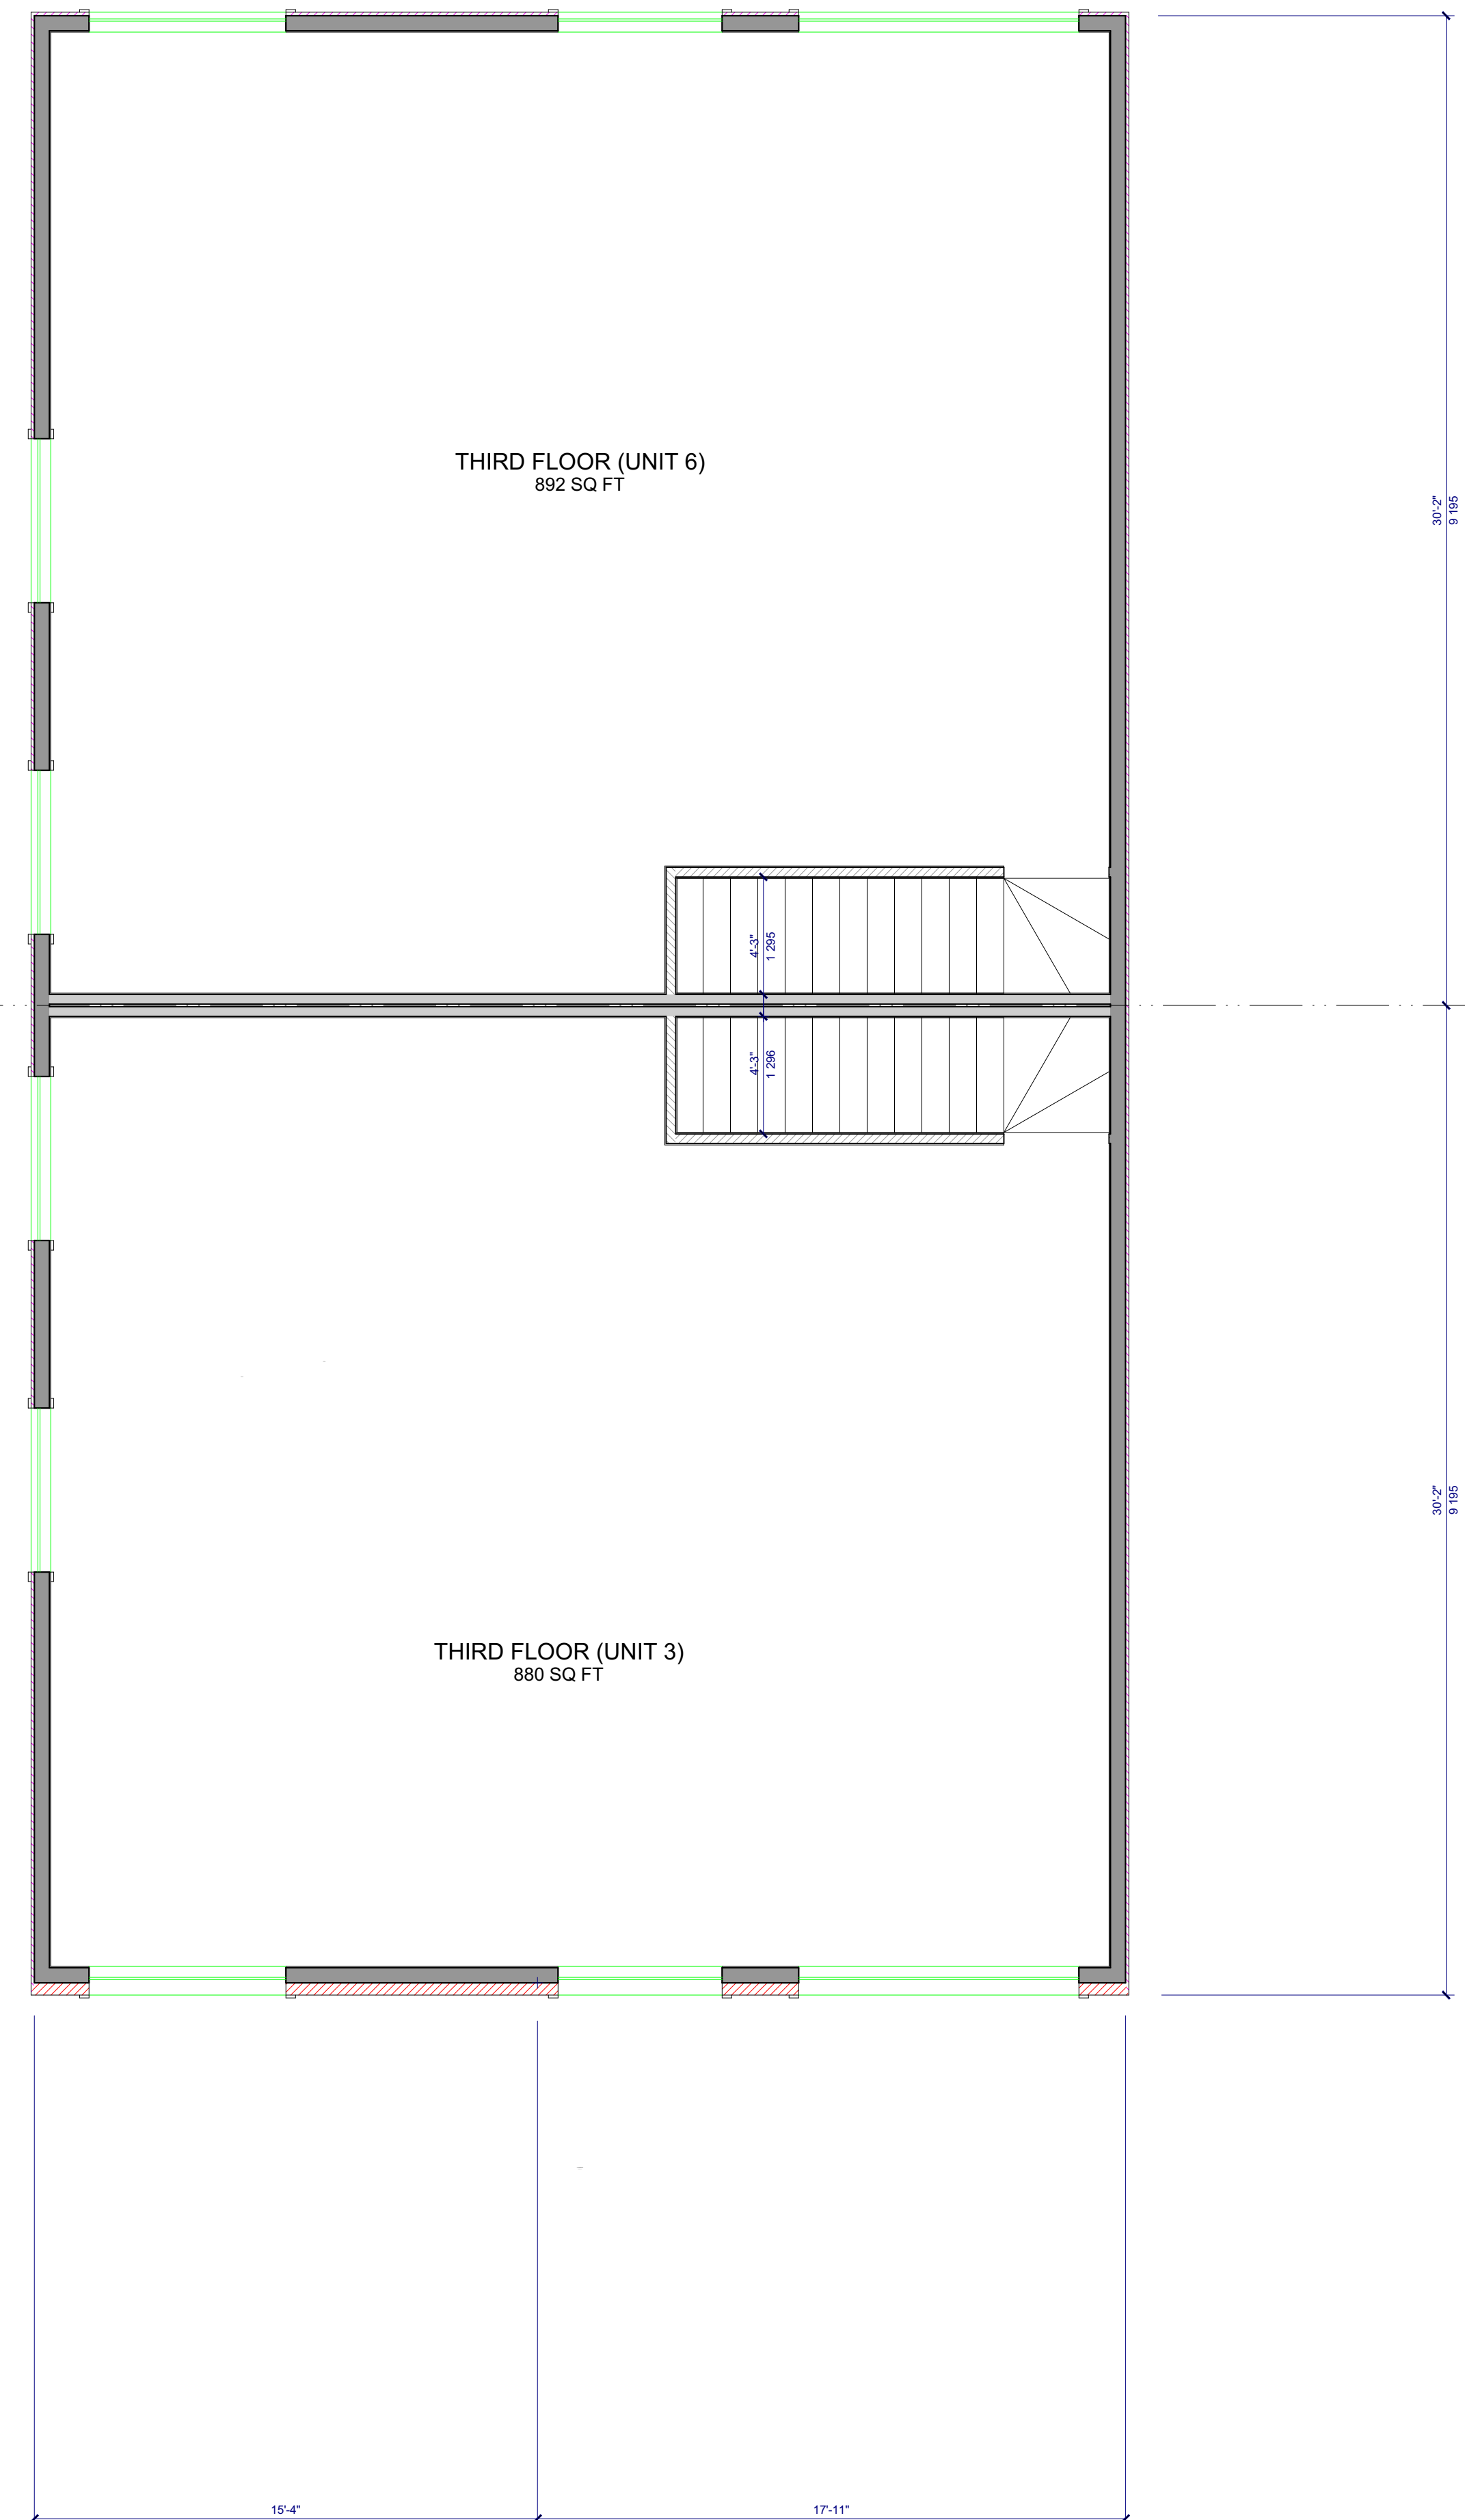 THIRD FLOOR (UNIT 6)
892 SQ FT
30'-2"
9 195
4'-3"
1 295
4'-3"
1 296
30'-2"
9 195
THIRD FLOOR (UNIT 3)
880 SQ FT
15'-4"
17'-11"